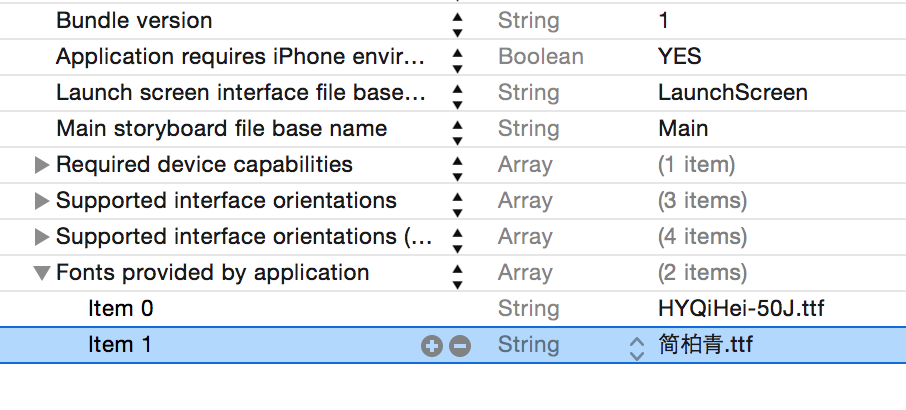 Bundle version String 1
Application requires iPhone envir... Boolean YES
Launch screen interface file base... String LaunchScreen
Main storyboard file base name String Main
Required device capabilities Array (1 item)
Supported interface orientations Array (3 items)
Supported interface orientations (... Array (4 items)
Fonts provided by application Array (2 items)
Item 0 String HYQiHei-50J.ttf
Item 1 String 简柏青.ttf